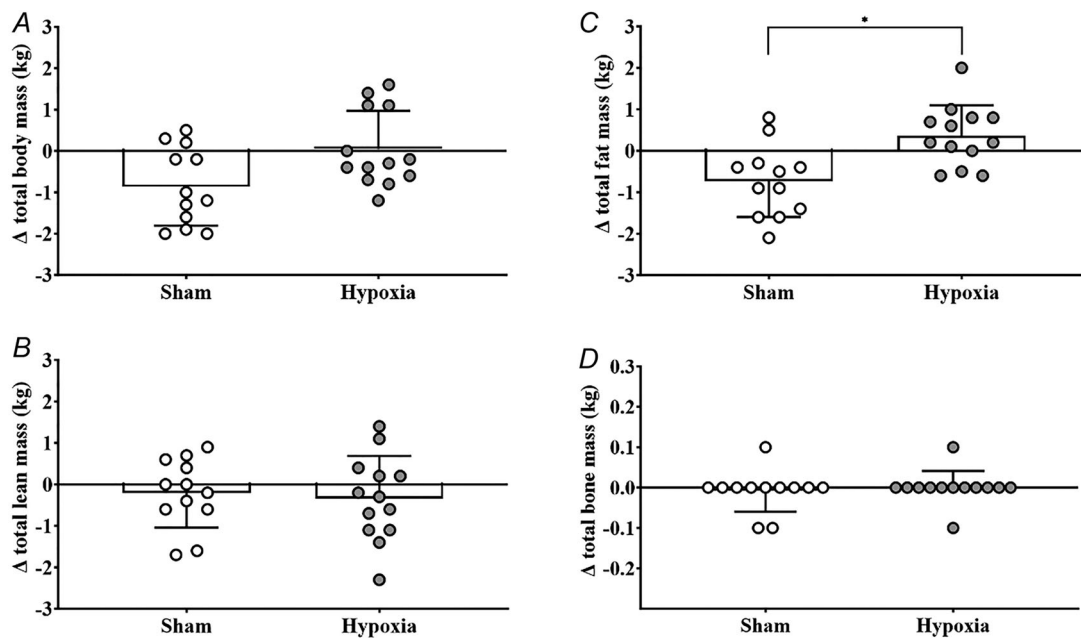 A
Δ total body mass (kg)
3
2
1
0
-1
-2
-3
Sham Hypoxia
C
*
Δ total fat mass (kg)
3
2
1
0
-1
-2
-3
Sham Hypoxia
B
Δ total lean mass (kg)
3
2
1
0
-1
-2
-3
Sham Hypoxia
D
Δ total bone mass (kg)
0.3
0.2
0.1
0.0
-0.1
-0.2
Sham Hypoxia